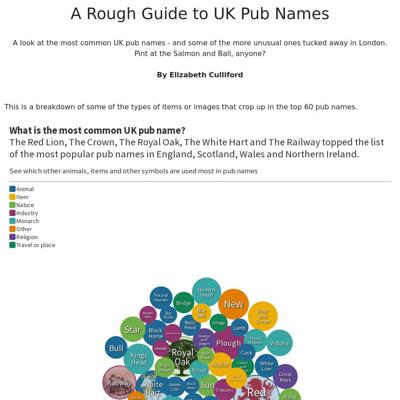 A Rough Guide to UK Pub Names
A look at the most common UK pub names - and some of the more unusual ones tucked away in London.
Pint at the Salmon and Ball, anyone?
By Elizabeth Culliford
This is a breakdown of some of the types of items or images that crop up in the top 60 pub names.
What is the most common UK pub name?
The Red Lion, The Crown, The Royal Oak, The White Hart and The Railway topped the list
of the most popular pub names in England, Scotland, Wales and Northern Ireland.
See which other animals, items and other symbols are used most in pub names
Animal
Item
Nature
Industry
Monarch
Other
Religion
Travel or place
Queens
Head
Bridge
New
Rose
and
Crown
Star
Black
Horse
Bulls
Head
Village
Lamb
Bull
Kings
Head
Royal
Oak
Plough
Cock
Victoria
White
Lion
Cross
Keys
Railway
White
Hart
Golden
Lion
Sun
Red